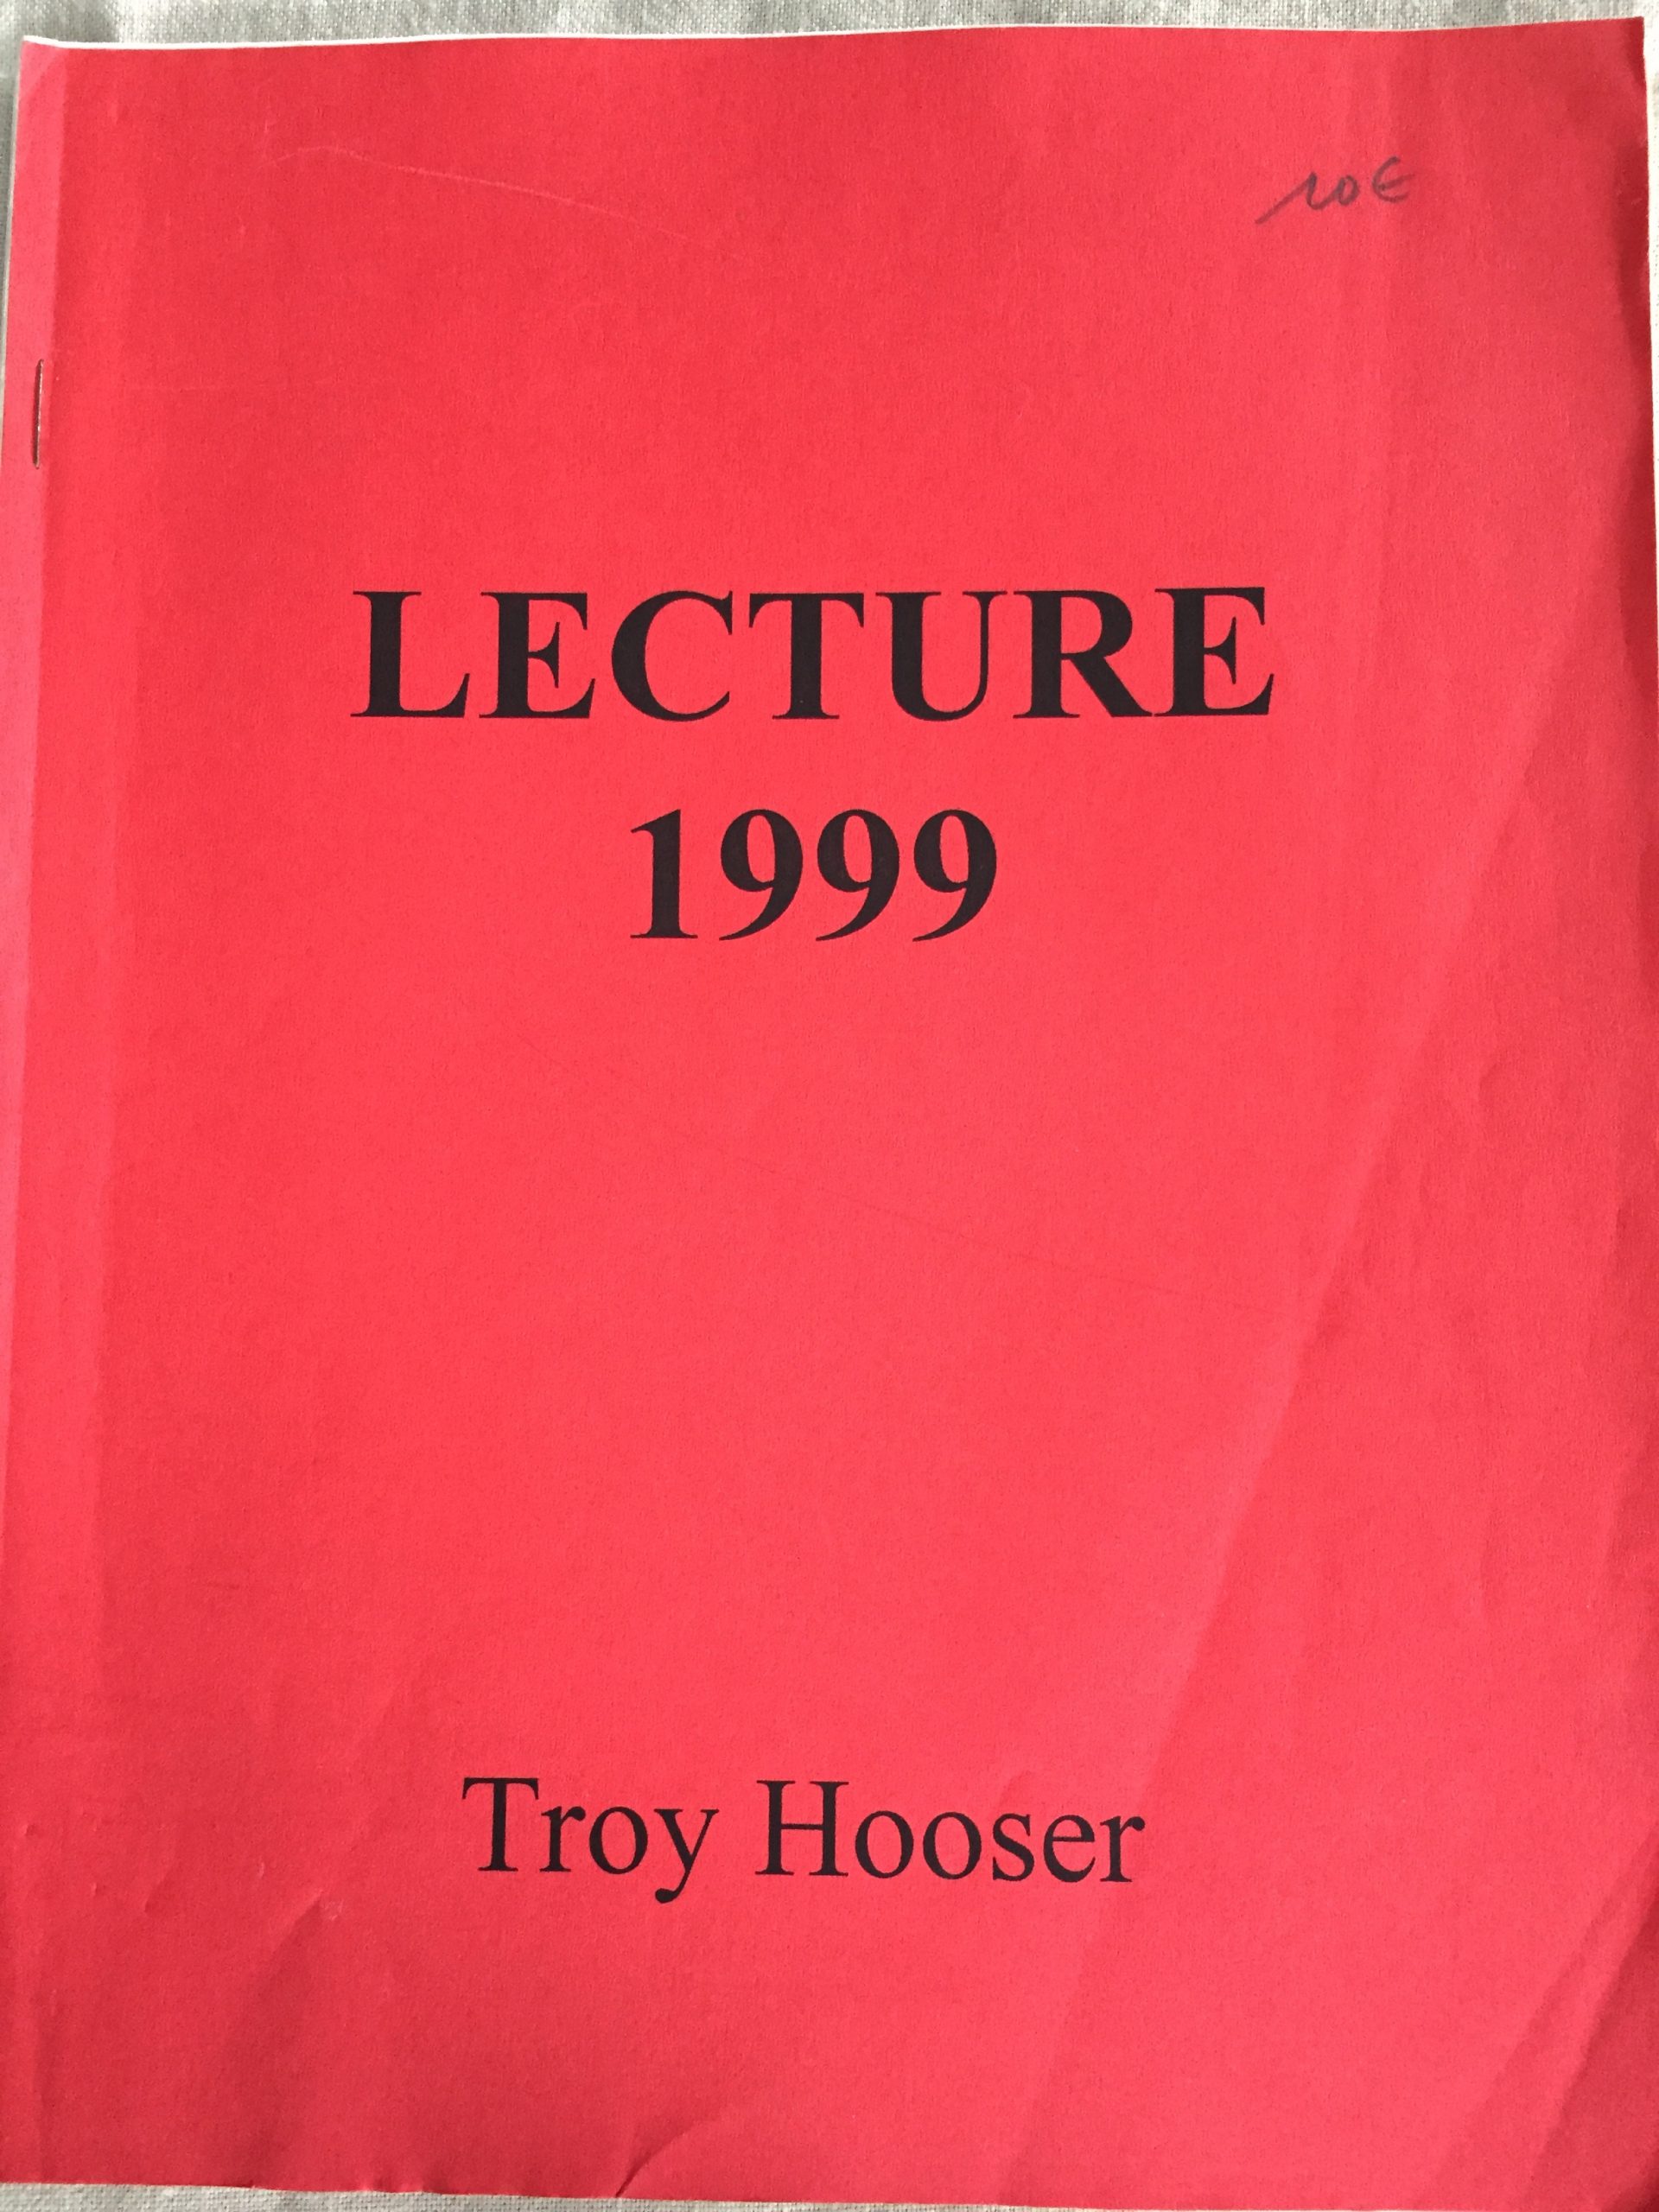 10€
LECTURE
1999
Troy Hooser